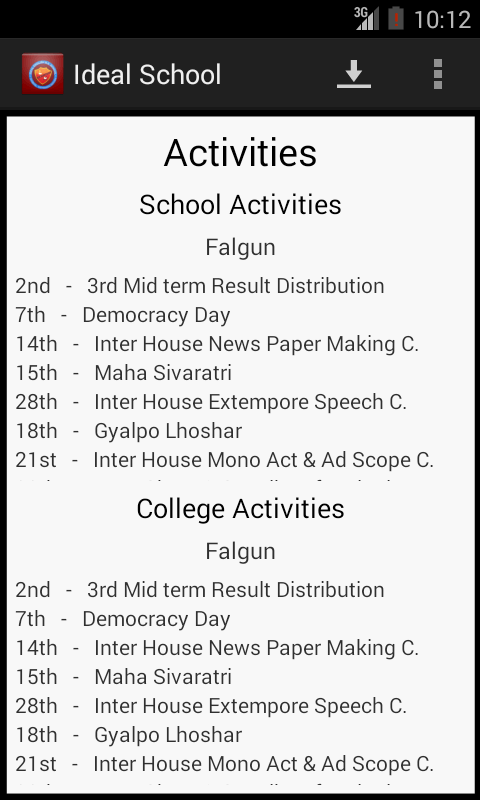 3G
10:12
Ideal School
Activities
School Activities
Falgun
2nd - 3rd Mid term Result Distribution
7th - Democracy Day
14th - Inter House News Paper Making C.
15th - Maha Sivaratri
28th - Inter House Extempore Speech C.
18th - Gyalpo Lhoshar
21st - Inter House Mono Act & Ad Scope C.
College Activities
Falgun
2nd - 3rd Mid term Result Distribution
7th - Democracy Day
14th - Inter House News Paper Making C.
15th - Maha Sivaratri
28th - Inter House Extempore Speech C.
18th - Gyalpo Lhoshar
21st - Inter House Mono Act & Ad Scope C.